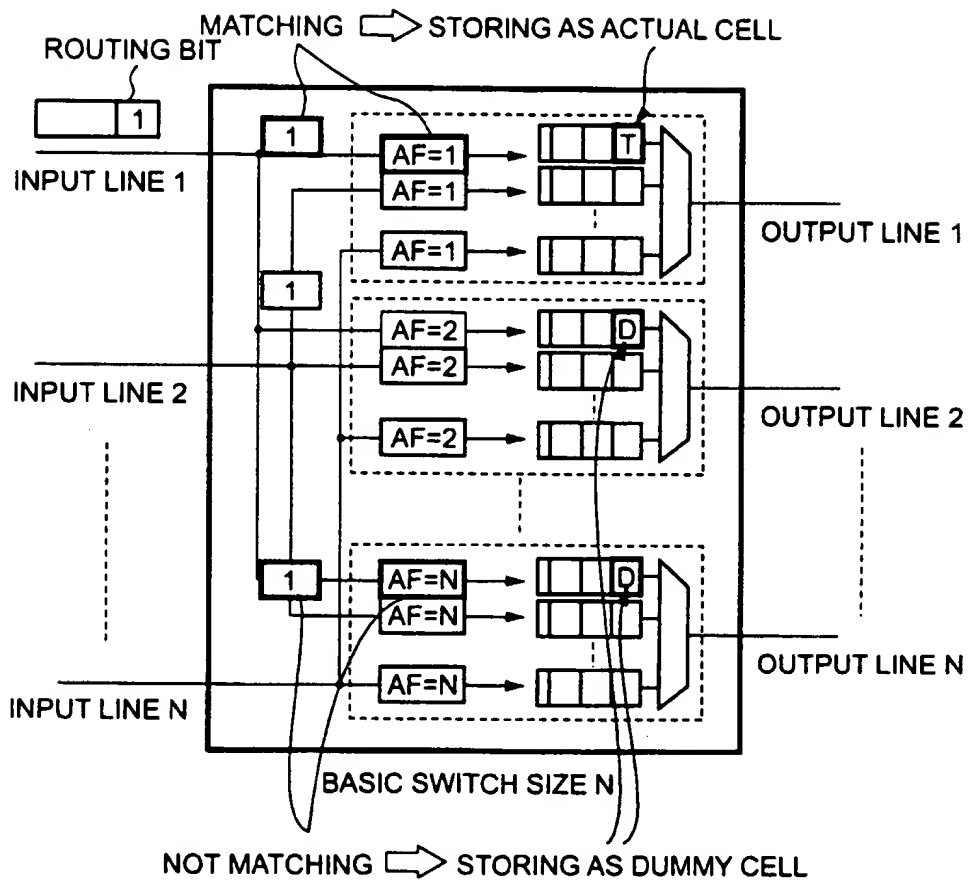 MATCHING ⇨ STORING AS ACTUAL CELL
ROUTING BIT
1
1
T
INPUT LINE 1
AF=1
AF=1
OUTPUT LINE 1
AF=1
1
AF=2
D
INPUT LINE 2
AF=2
OUTPUT LINE 2
AF=2
1
AF=N
D
AF=N
OUTPUT LINE N
INPUT LINE N
AF=N
BASIC SWITCH SIZE N
NOT MATCHING ⇨ STORING AS DUMMY CELL